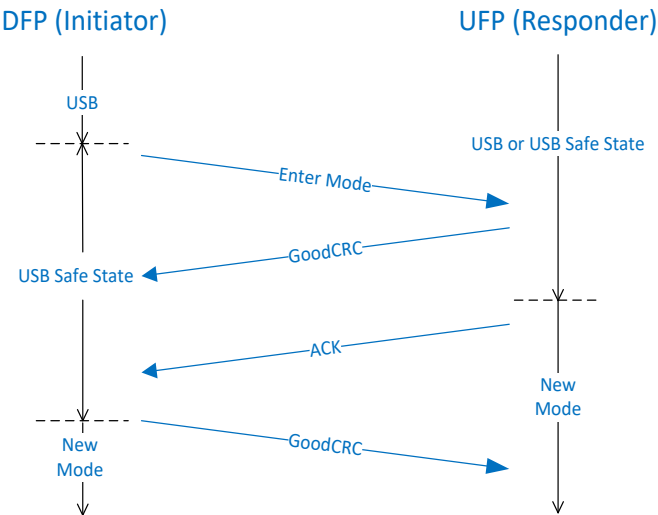 DFP (Initiator)
UFP (Responder)
USB
USB or USB Safe State
Enter Mode
GoodCRC
USB Safe State
ACK
New
Mode
GoodCRC
New
Mode